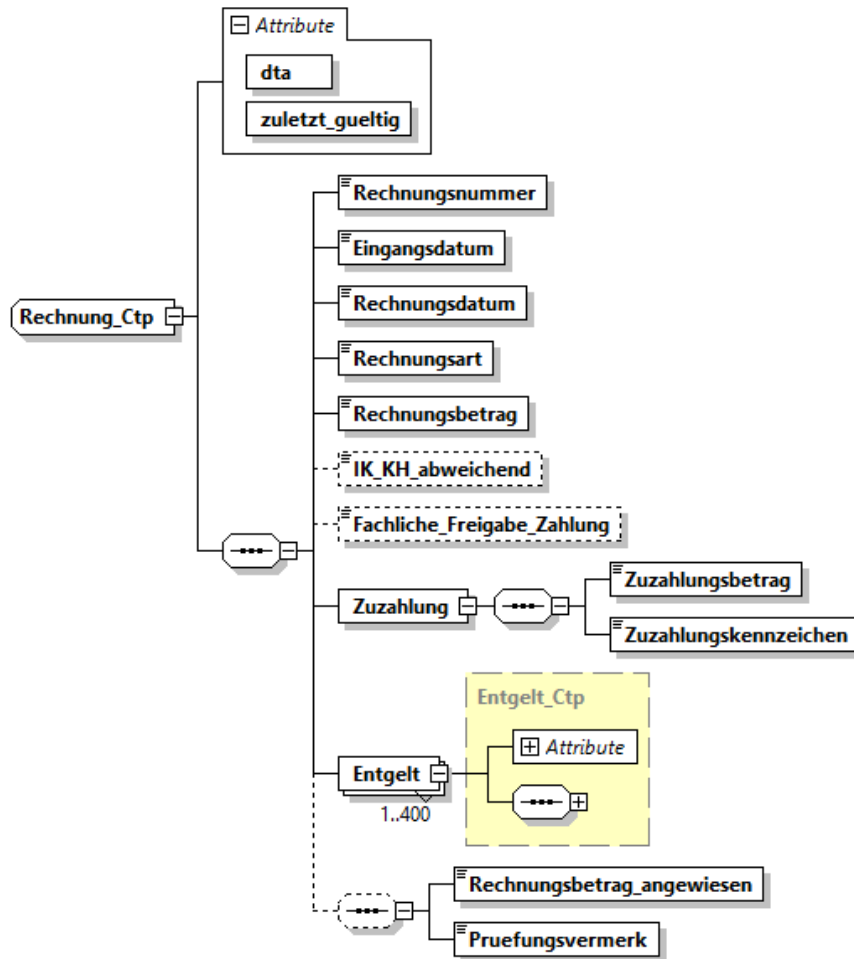 Attribute
dta
zuletzt_gueltig
Rechnungsnummer
Eingangsdatum
Rechnungsdatum
Rechnung_Ctp
Rechnungsart
Rechnungsbetrag
IK_KH_abweichend
Fachliche_Freigabe_Zahlung
Zuzahlung
Zuzahlungsbetrag
Zuzahlungskennzeichen
Entgelt_Ctp
Attribute
Entgelt
1..400
Rechnungsbetrag_angewiesen
Pruefungsvermerk